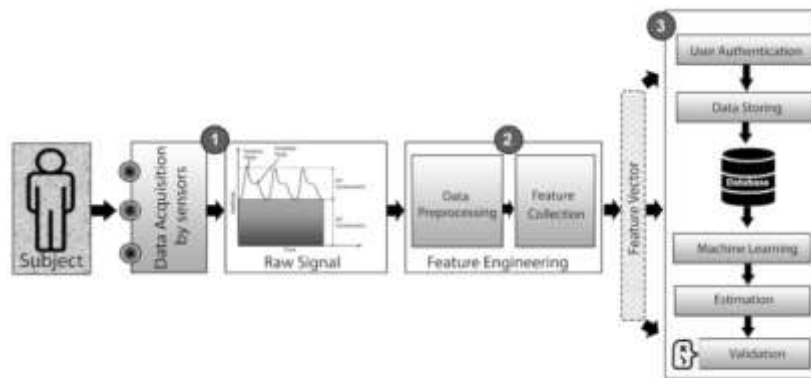 Subject
Data Acquisition
by sensors
1
Raw Signal
2
Data
Preprocessing
Feature
Collection
Feature Engineering
Feature Vector
3
User Authentication
Data Storing
Database
Machine Learning
Estimation
Validation